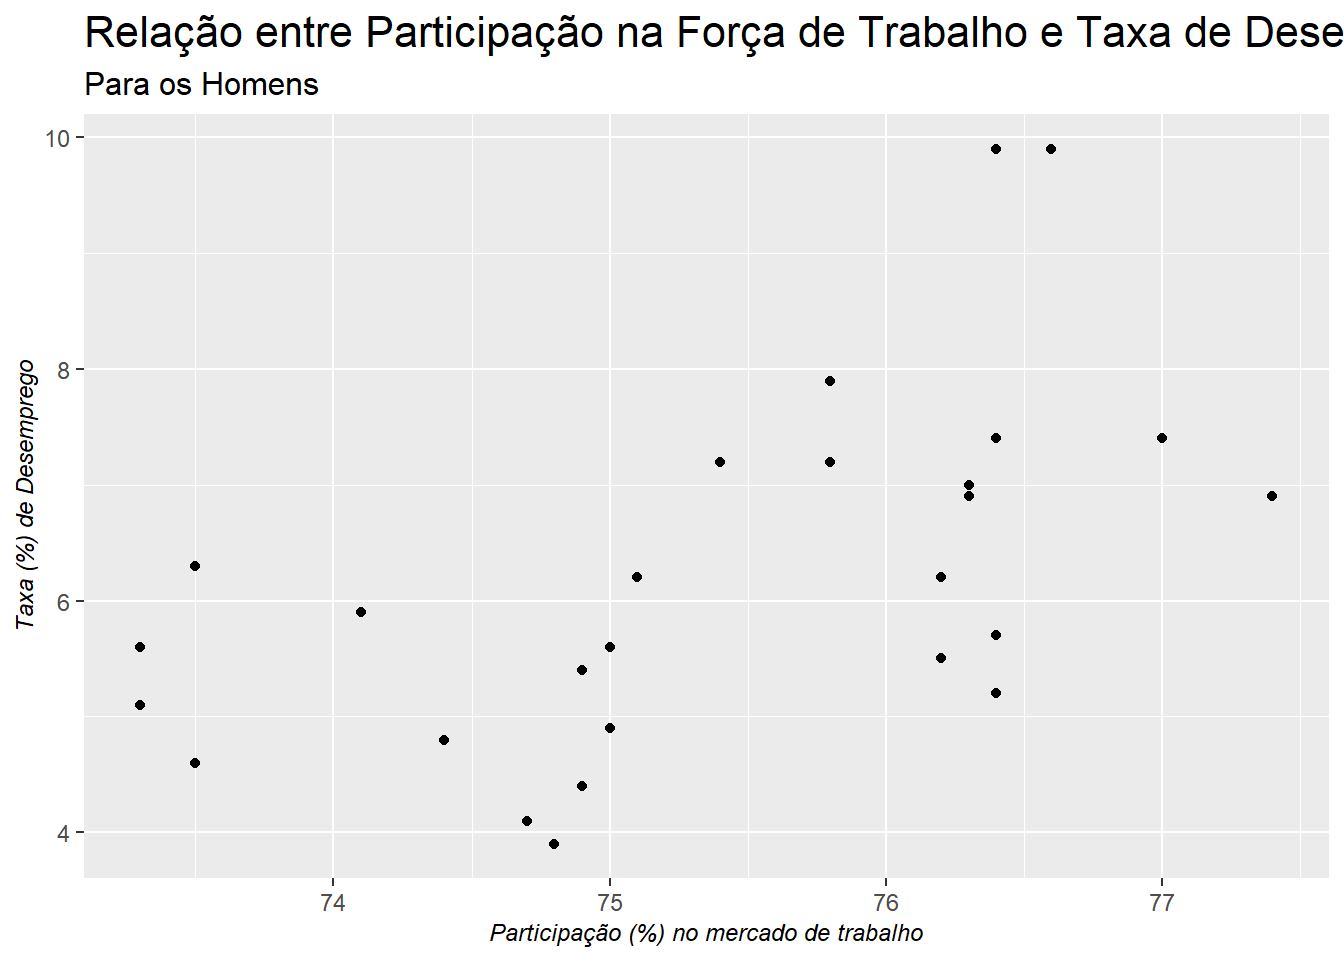 Relação entre Participação na Força de Trabalho e Taxa de Dese
Para os Homens
10
8
6
4
Taxa (%) de Desemprego
74 75 76 77
Participação (%) no mercado de trabalho